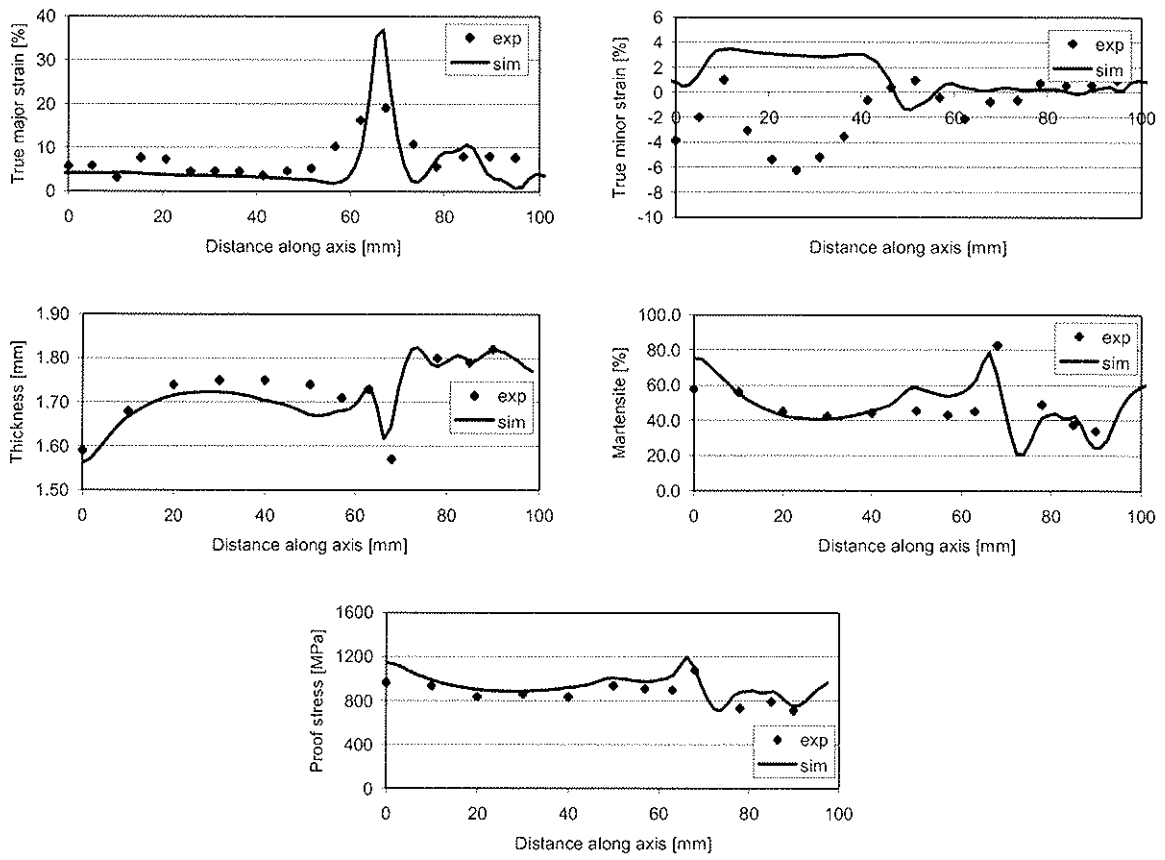 True major strain [%]
40
30
20
10
0
0 20 40 60 80 100
Distance along axis [mm]
exp
sim
True minor strain [%]
6
4
2
0
-2
-4
-6
-8
-10
0 20 40 60 80 100
Distance along axis [mm]
exp
sim
Thickness [mm]
1.90
1.80
1.70
1.60
1.50
0 20 40 60 80 100
Distance along axis [mm]
exp
sim
Martensite [%]
100.0
80.0
60.0
40.0
20.0
0.0
0 20 40 60 80 100
Distance along axis [mm]
exp
sim
Proof stress [MPa]
1600
1200
800
400
0
0 20 40 60 80 100
Distance along axis [mm]
exp
sim